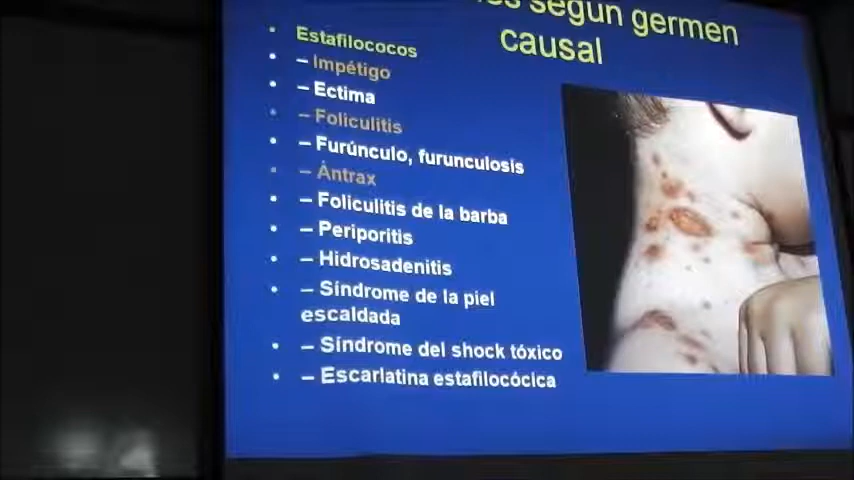 según germen
causal
Estafilococos
– Impétigo
– Ectima
– Foliculitis
– Furúnculo, furunculosis
– Ántrax
– Foliculitis de la barba
– Periporitis
– Hidrosadenitis
– Síndrome de la piel
escaldada
– Síndrome del shock tóxico
– Escarlatina estafilocócica